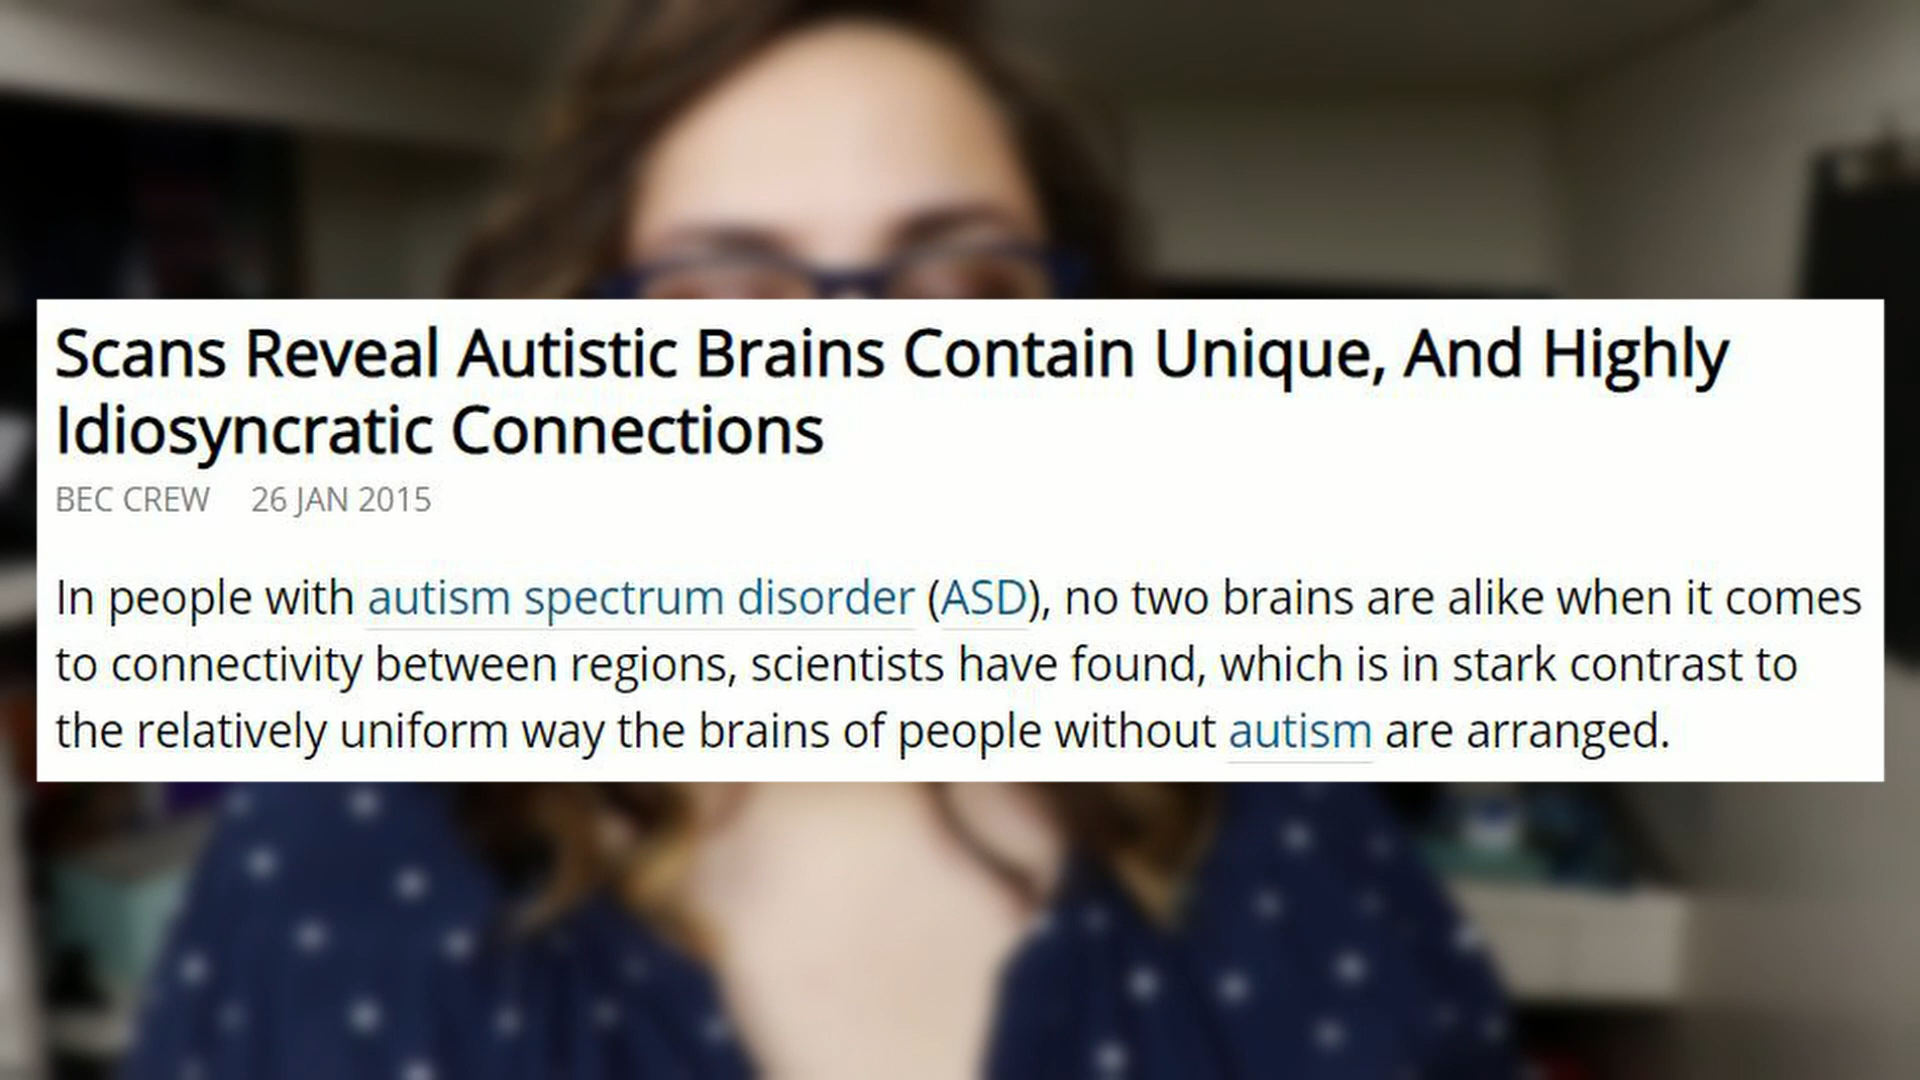 Scans Reveal Autistic Brains Contain Unique, And Highly
Idiosyncratic Connections
BEC CREW 26 JAN 2015
In people with autism spectrum disorder (ASD), no two brains are alike when it comes
to connectivity between regions, scientists have found, which is in stark contrast to
the relatively uniform way the brains of people without autism are arranged.